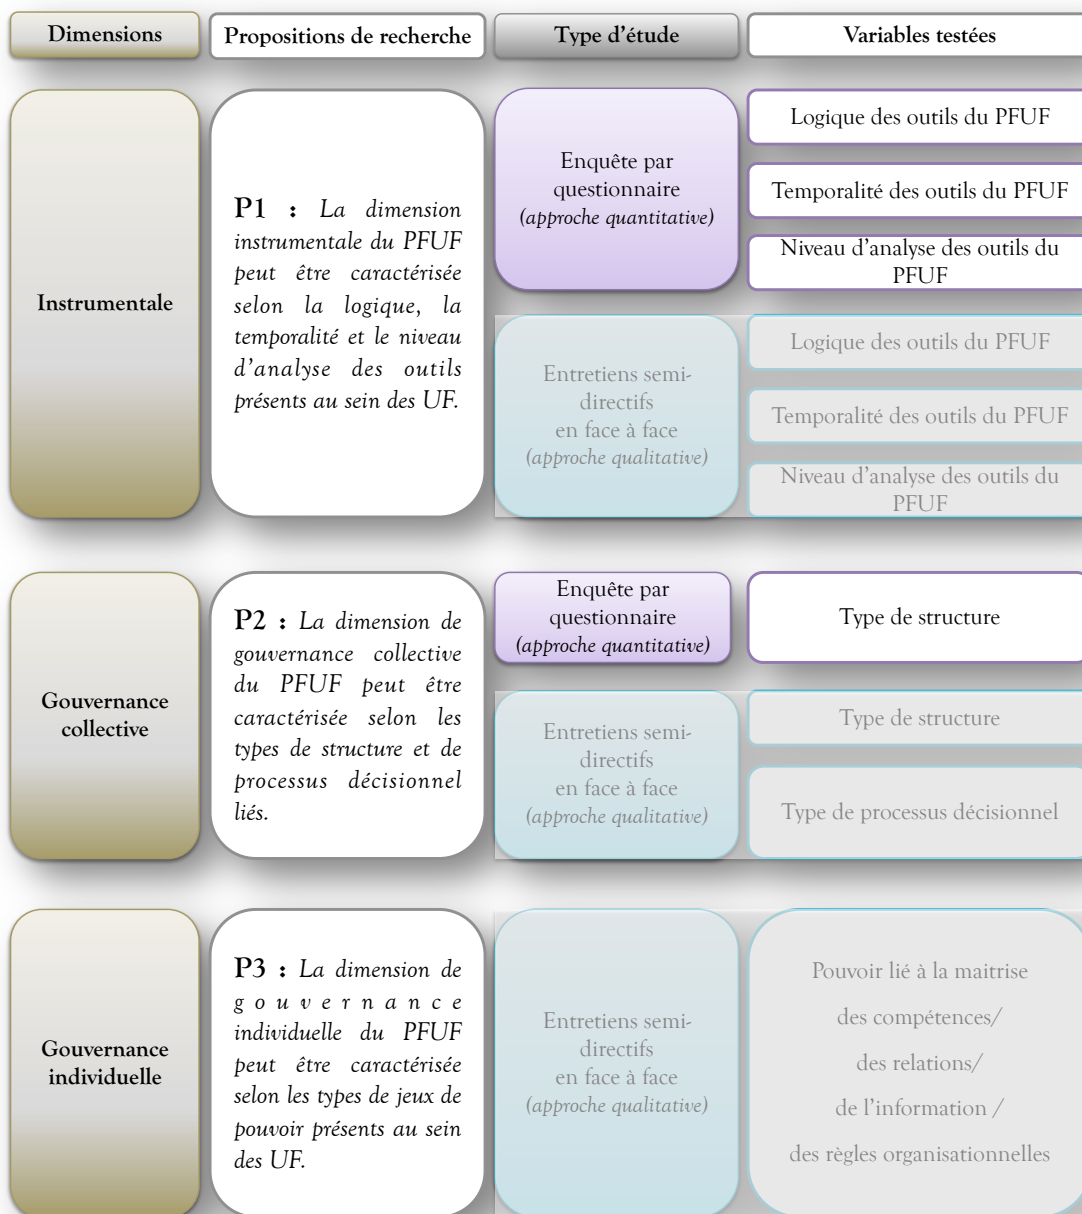 Dimensions
Propositions de recherche
Type d'étude
Variables testées
Instrumentale
P1 : La dimension
instrumentale du PFUF
peut être caractérisée
selon la logique, la
temporalité et le niveau
d'analyse des outils
présents au sein des UF.
Enquête par
questionnaire
(approche quantitative)
Logique des outils du PFUF
Temporalité des outils du PFUF
Niveau d'analyse des outils du
PFUF
Entretiens semi-
directifs
en face à face
(approche qualitative)
Logique des outils du PFUF
Temporalité des outils du PFUF
Niveau d'analyse des outils du
PFUF
Gouvernance
collective
P2 : La dimension de
gouvernance collective
du PFUF peut être
caractérisée selon les
types de structure et de
processus décisionnel
liés.
Enquête par
questionnaire
(approche quantitative)
Type de structure
Entretiens semi-
directifs
en face à face
(approche qualitative)
Type de structure
Type de processus décisionnel
Gouvernance
individuelle
P3 : La dimension de
gouvernance
individuelle du PFUF
peut être caractérisée
selon les types de jeux de
pouvoir présents au sein
des UF.
Entretiens semi-
directifs
en face à face
(approche qualitative)
Pouvoir lié à la maitrise
des compétences/
des relations/
de l'information /
des règles organisationnelles